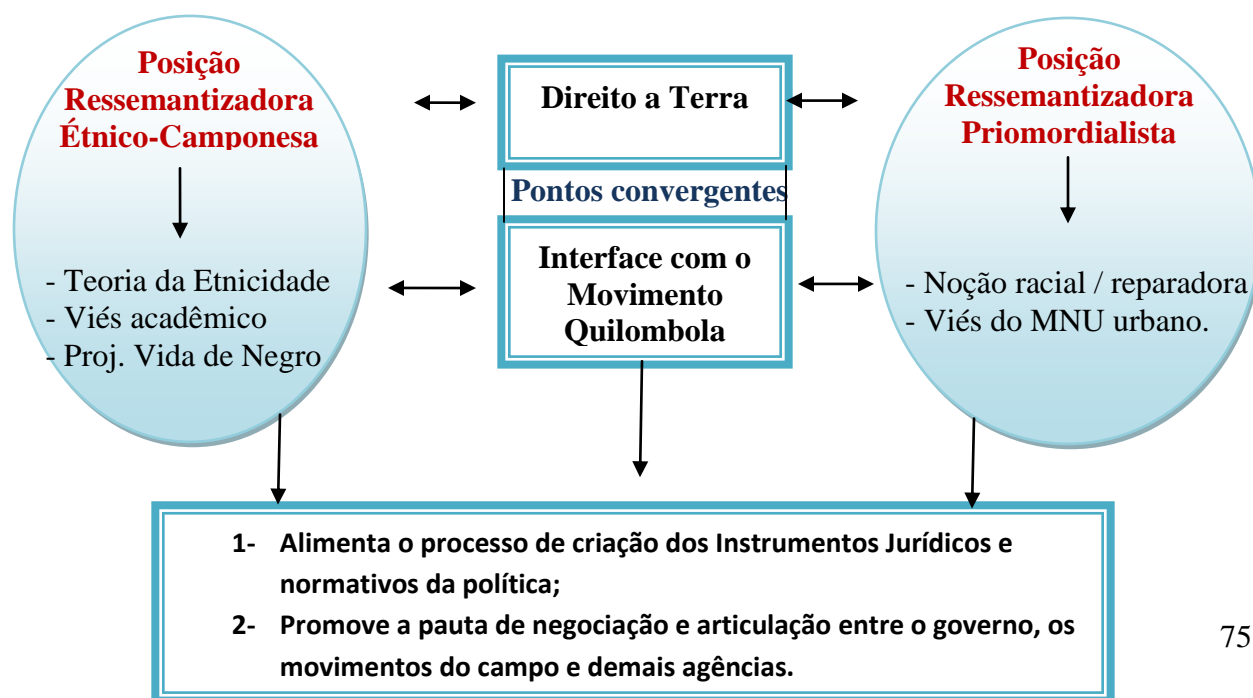 Posição
Ressemantizadora
Étnico-Camponesa
- Teoria da Etnicidade
- Viés acadêmico
- Proj. Vida de Negro
Direito a Terra
Pontos convergentes
Interface com o
Movimento
Quilombola
Posição
Ressemantizadora
Priomordialista
- Noção racial / reparadora
- Viés do MNU urbano.
1- Alimenta o processo de criação dos Instrumentos Jurídicos e
normativos da política;
2- Promove a pauta de negociação e articulação entre o governo, os
movimentos do campo e demais agências.
75